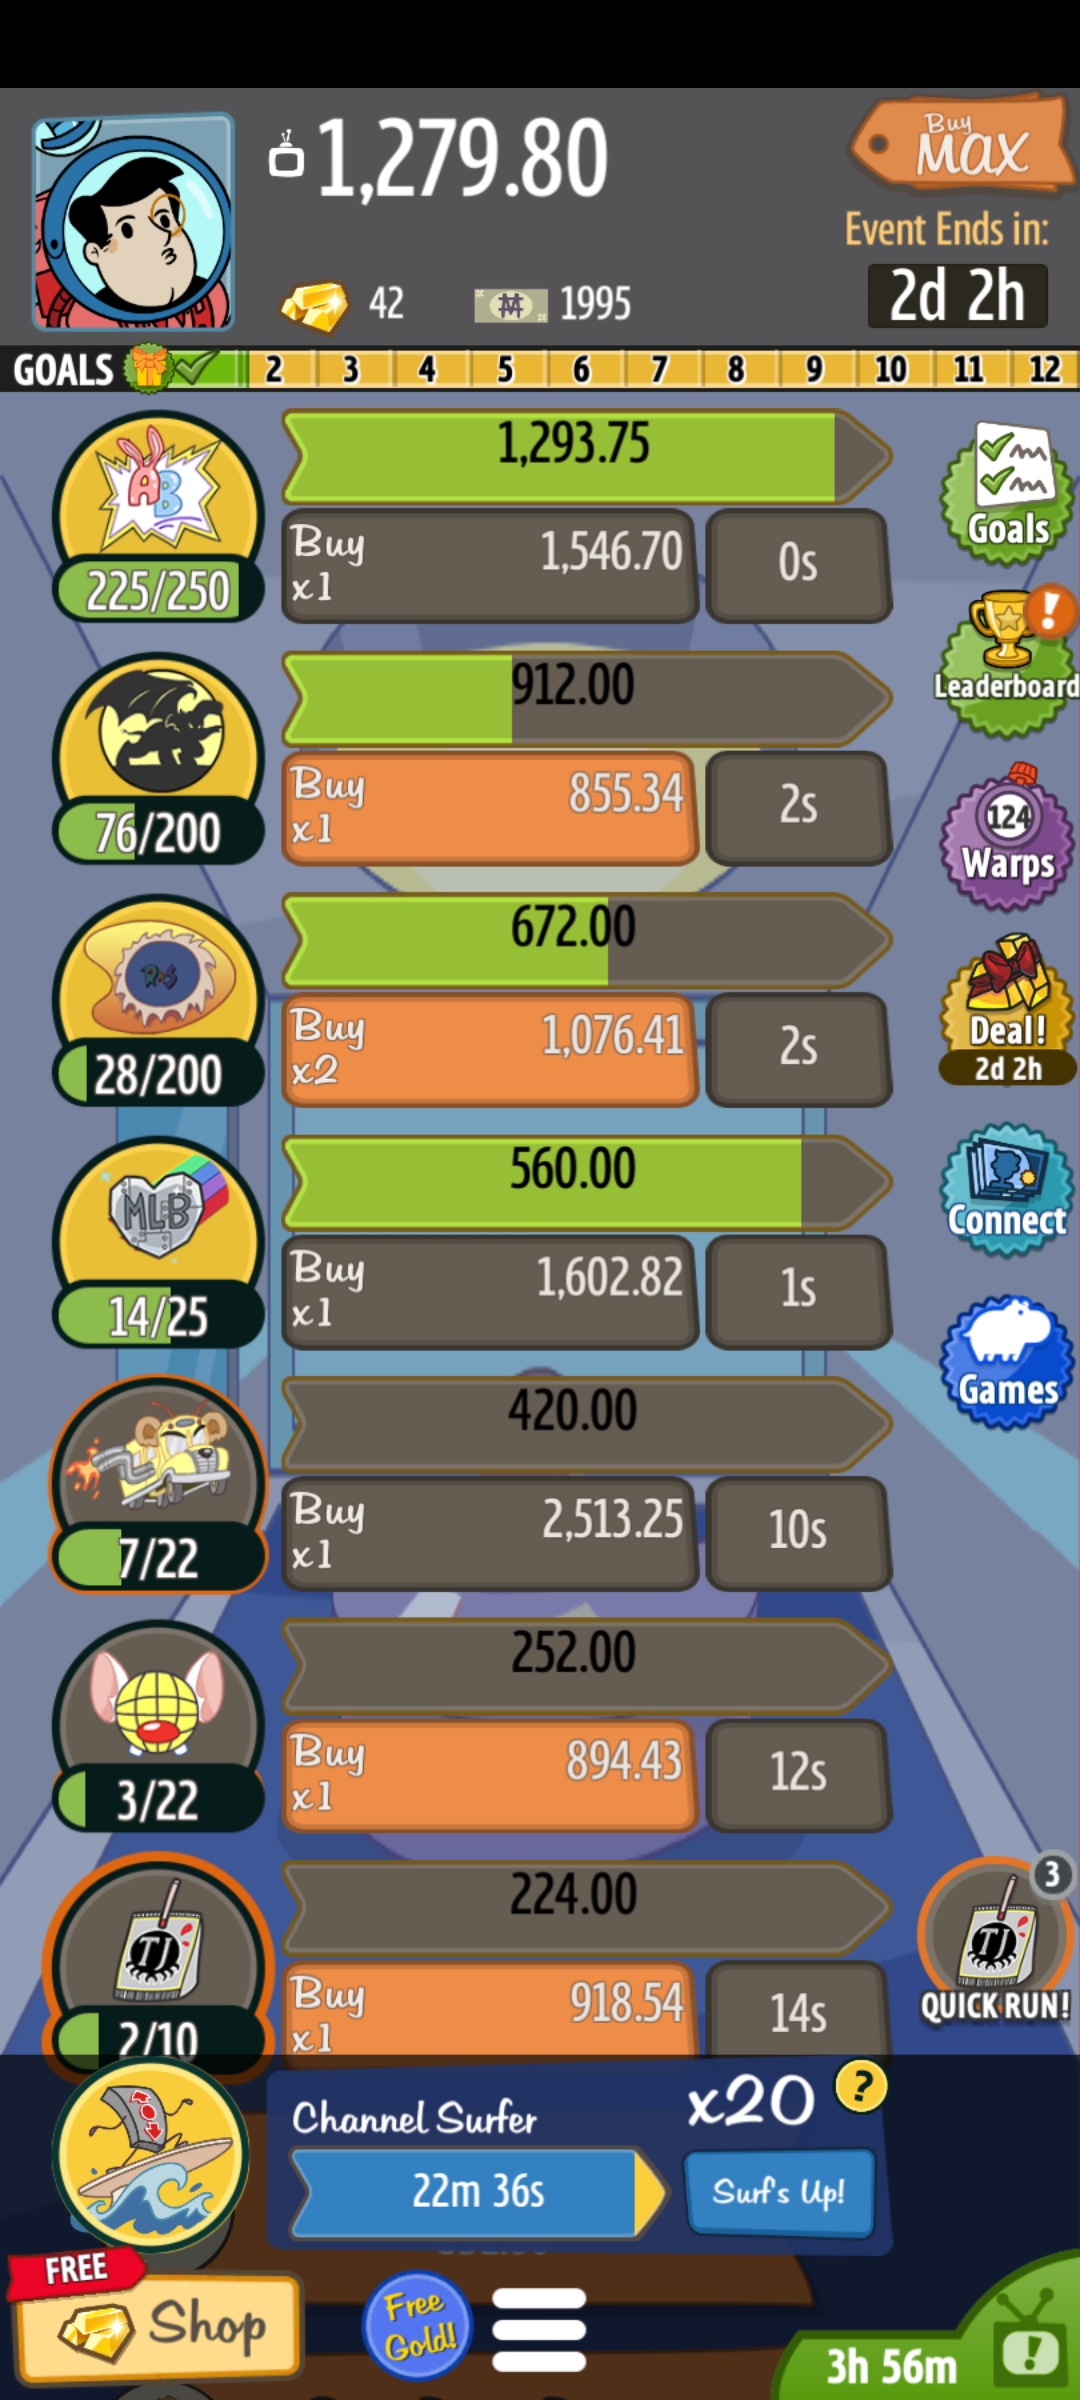 1,279.80
Buy
MAX
Event Ends in:
42
1995
2d 2h
GOALS 2 3 4 5 6 7 8 9 10 11 12
AB
1,293.75
225/250
Buy
x1
1,546.70
0s
Goals
912.00
76/200
Buy
x1
855.34
2s
Leaderboard
R&S
672.00
28/200
Buy
x2
1,076.41
2s
124
Warps
Deal!
2d 2h
MLB
560.00
14/25
Buy
x1
1,602.82
1s
Connect
420.00
7/22
Buy
x1
2,513.25
10s
Games
252.00
3/22
Buy
x1
894.43
12s
TJ
224.00
2/10
Buy
x1
918.54
14s
3
TJ
QUICK RUN!
Channel Surfer
x20
?
22m 36s
Surf's Up!
FREE
Shop
Free
Gold!
3h 56m